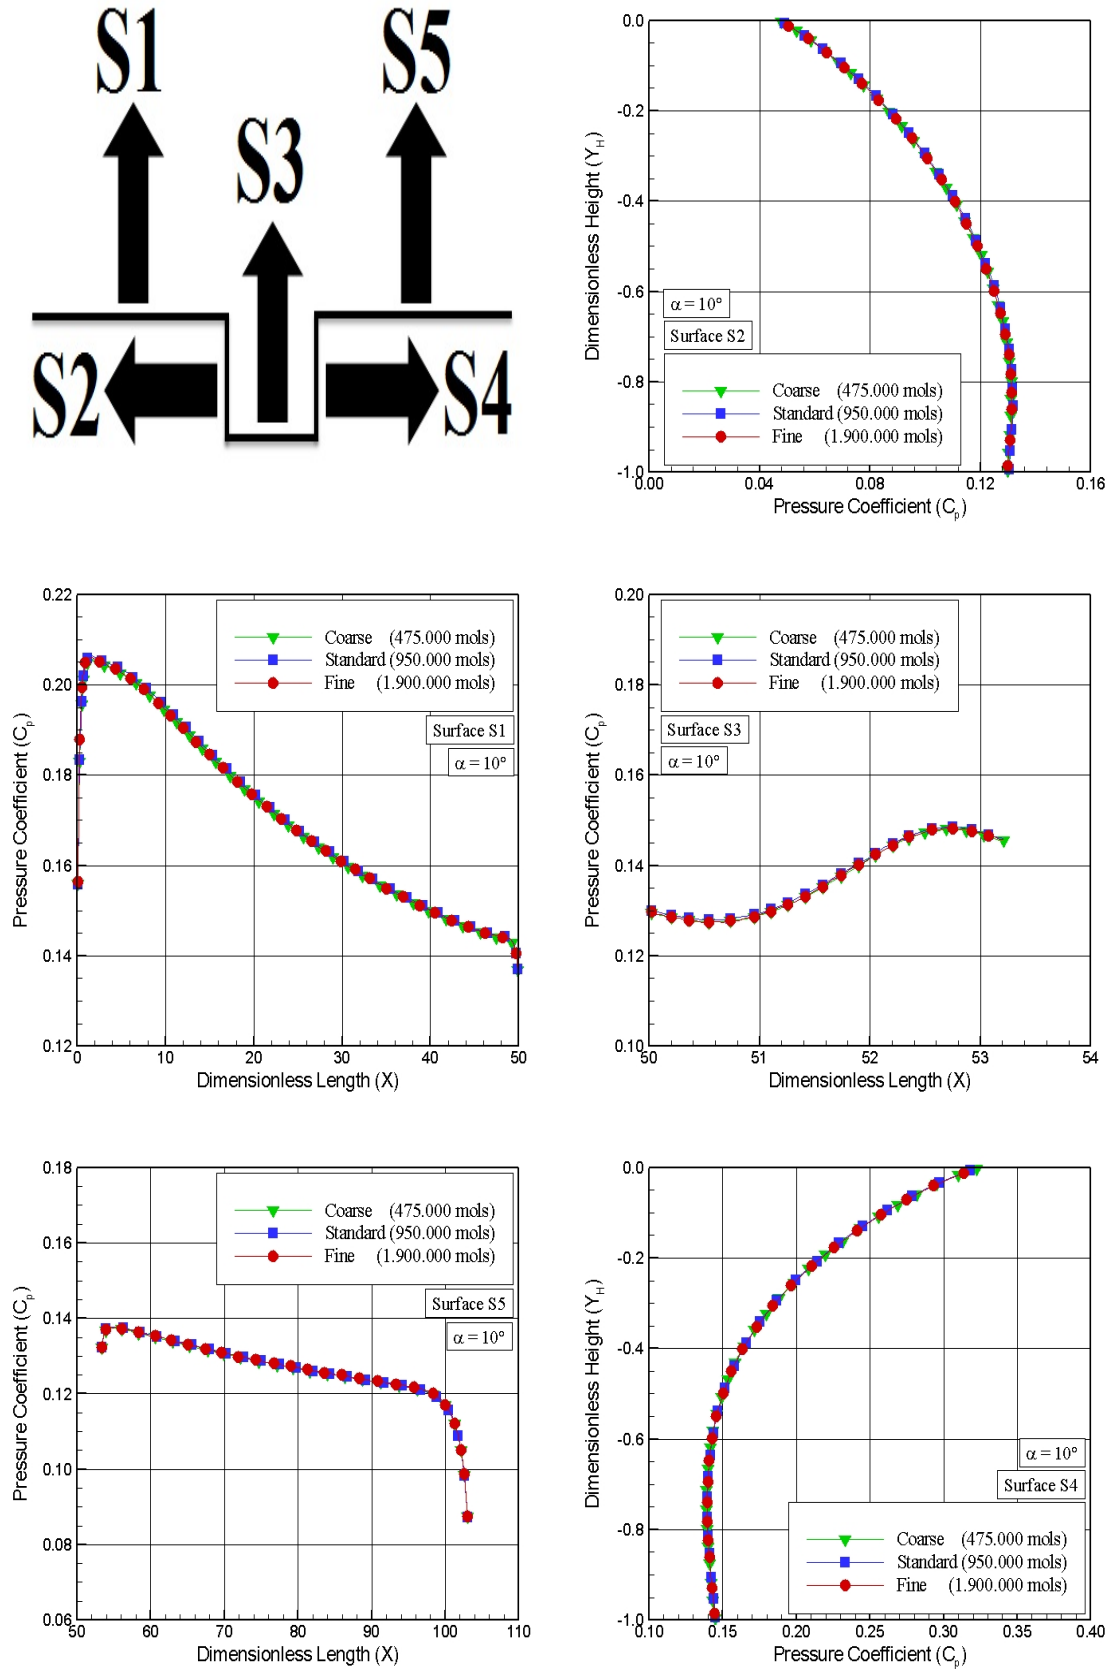 S1
S5
S3
S2
S4
0.0
-0.2
-0.4
-0.6
-0.8
-1.0
Dimensionless Height (Y_H)
α = 10°
Surface S2
Coarse (475.000 mols)
Standard (950.000 mols)
Fine (1.900.000 mols)
0.00 0.04 0.08 0.12 0.16
Pressure Coefficient (C_p)
0.22
0.20
0.18
0.16
0.14
0.12
Pressure Coefficient (C_p)
Coarse (475.000 mols)
Standard (950.000 mols)
Fine (1.900.000 mols)
Surface S1
α = 10°
0 10 20 30 40 50
Dimensionless Length (X)
0.20
0.18
0.16
0.14
0.12
0.10
Pressure Coefficient (C_p)
Coarse (475.000 mols)
Standard (950.000 mols)
Fine (1.900.000 mols)
Surface S3
α = 10°
50 51 52 53 54
Dimensionless Length (X)
0.18
0.16
0.14
0.12
0.10
0.08
0.06
Pressure Coefficient (C_p)
Coarse (475.000 mols)
Standard (950.000 mols)
Fine (1.900.000 mols)
Surface S5
α = 10°
50 60 70 80 90 100 110
Dimensionless Length (X)
0.0
-0.2
-0.4
-0.6
-0.8
-1.0
Dimensionless Height (Y_H)
α = 10°
Surface S4
Coarse (475.000 mols)
Standard (950.000 mols)
Fine (1.900.000 mols)
0.10 0.15 0.20 0.25 0.30 0.35 0.40
Pressure Coefficient (C_p)